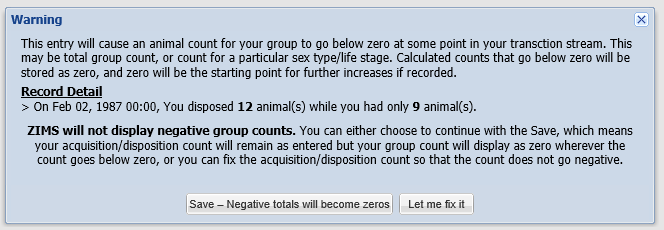 Warning
This entry will cause an animal count for your group to go below zero at some point in your transction stream. This
may be total group count, or count for a particular sex type/life stage. Calculated counts that go below zero will be
stored as zero, and zero will be the starting point for further increases if recorded.
Record Detail
> On Feb 02, 1987 00:00, You disposed 12 animal(s) while you had only 9 animal(s).
ZIMS will not display negative group counts. You can either choose to continue with the Save, which means
your acquisition/disposition count will remain as entered but your group count will display as zero wherever the
count goes below zero, or you can fix the acquisition/disposition count so that the count does not go negative.
Save – Negative totals will become zeros
Let me fix it